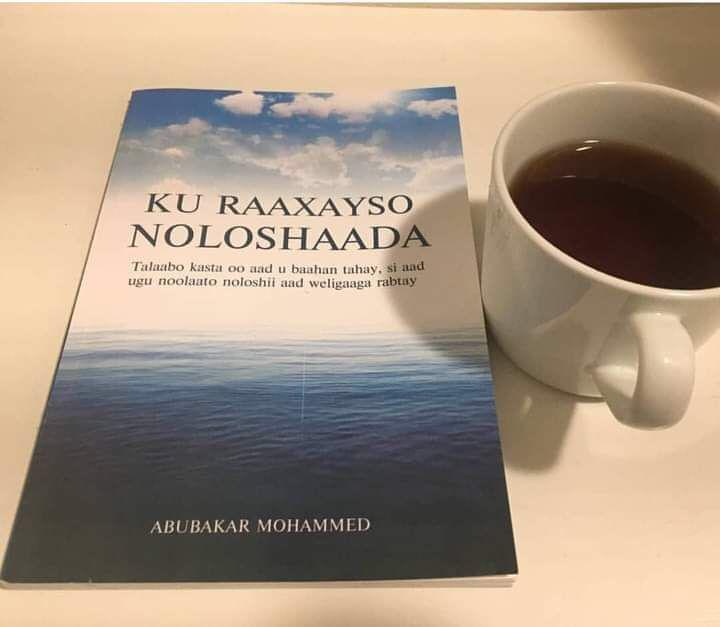 KU RAAXAYSO
NOLOSHAADA
Talaabo kasta oo aad u baahan tahay, si aad
ugu noolaato noloshii aad weligaaga rabtay
ABUBAKAR MOHAMMED